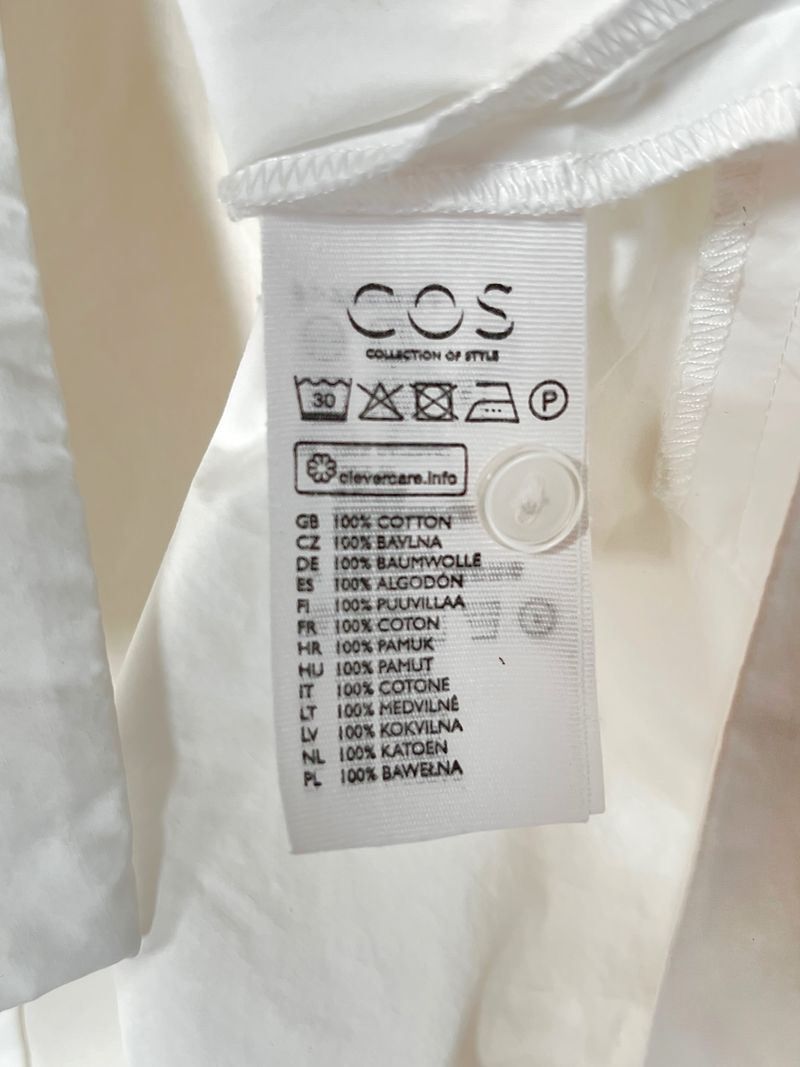 COS
COLLECTION OF STYLE
30 P
clevercare.info
GB 100% COTTON
CZ 100% BAVLNA
DE 100% BAUMWOLLE
ES 100% ALGODÓN
FI 100% PUUVILLAA
FR 100% COTON
HR 100% PAMUK
HU 100% PAMUT
IT 100% COTONE
LT 100% MEDVILNĖ
LV 100% KOKVILNA
NL 100% KATOEN
PL 100% BAWEŁNA